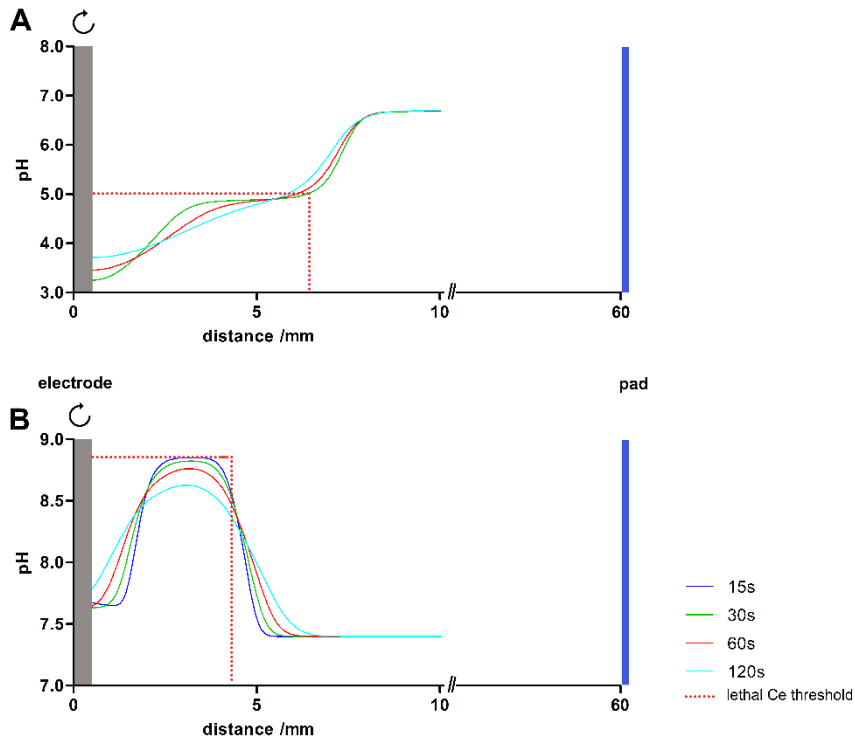 A
8.0
7.0
6.0
5.0
4.0
3.0
pH
0
5
10
60
distance /mm
electrode
pad
B
9.0
8.5
8.0
7.5
7.0
pH
0
5
10
60
distance /mm
15s
30s
60s
120s
lethal Ce threshold